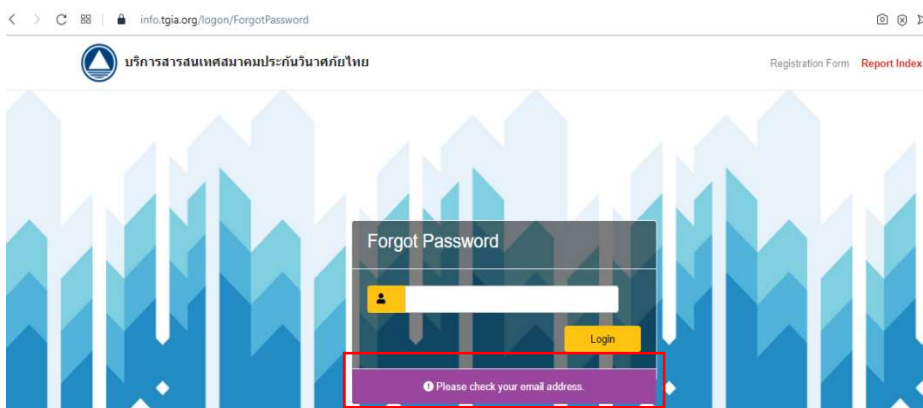 info.tgia.org/logon/ForgotPassword
บริการสารสนเทศสมาคมประกันวินาศภัยไทย
Registration Form Report Index
Forgot Password
Login
Please check your email address.